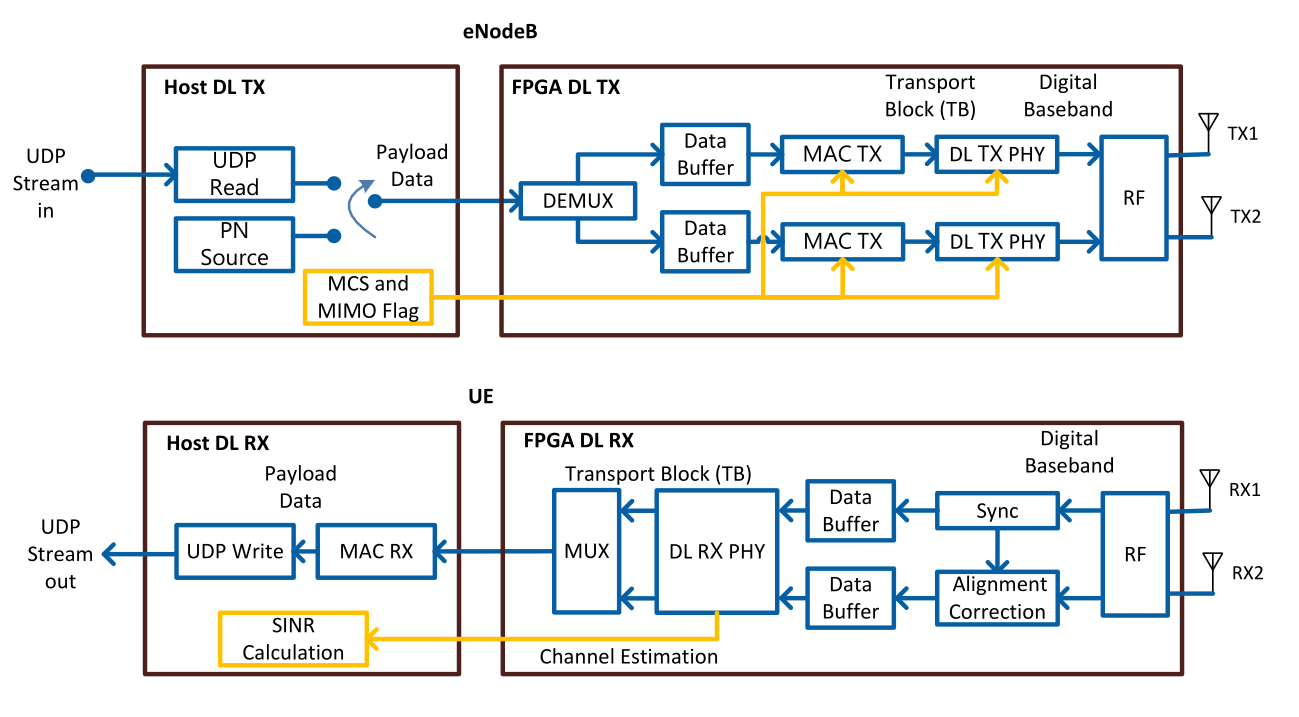 eNodeB
Host DL TX
FPGA DL TX
Transport
Block (TB)
Digital
Baseband
UDP
Stream
in
UDP
Read
PN
Source
Payload
Data
MCS and
MIMO Flag
DEMUX
Data
Buffer
MAC TX
DL TX PHY
Data
Buffer
MAC TX
DL TX PHY
RF
TX1
TX2
UE
Host DL RX
FPGA DL RX
Digital
Baseband
Payload
Data
Transport Block (TB)
UDP
Stream
out
UDP Write
MAC RX
MUX
DL RX PHY
Data
Buffer
Sync
Data
Buffer
Alignment
Correction
RF
RX1
RX2
SINR
Calculation
Channel Estimation